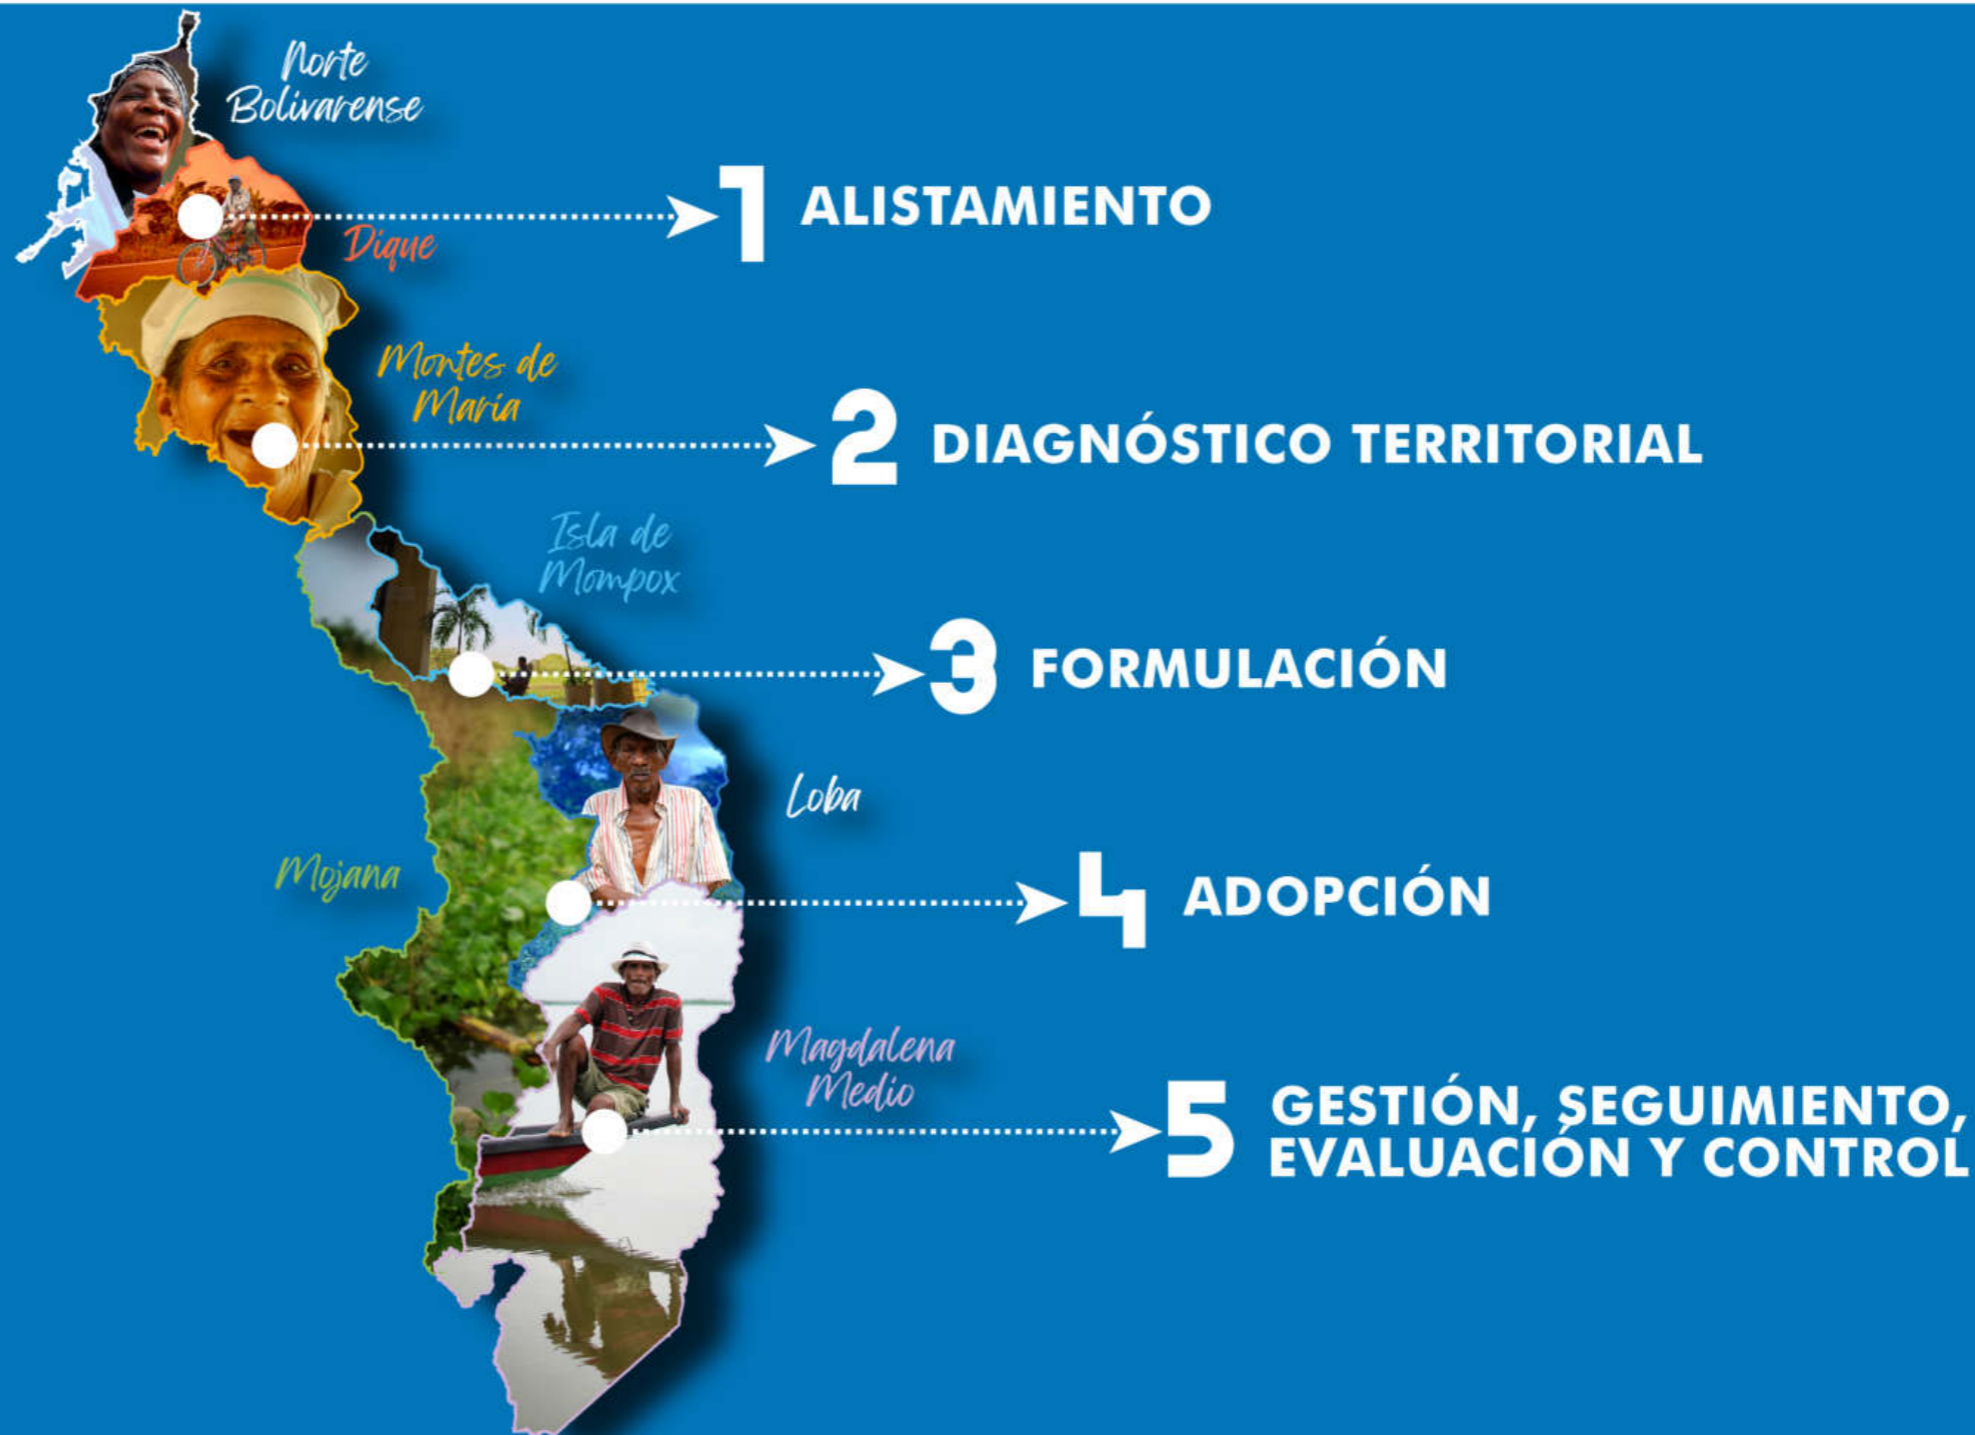 Norte
Bolivarense
1 ALISTAMIENTO
Dique
Montes de
María
2 DIAGNÓSTICO TERRITORIAL
Isla de
Mompox
3 FORMULACIÓN
Loba
Mojana
4 ADOPCIÓN
Magdalena
Medio
5 GESTIÓN, SEGUIMIENTO,
EVALUACIÓN Y CONTROL